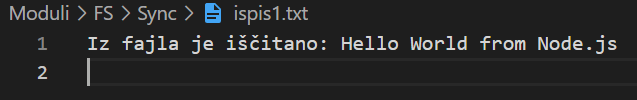 Moduli > FS > Sync > ispis1.txt
1 Iz fajla je iščitano: Hello World from Node.js
2